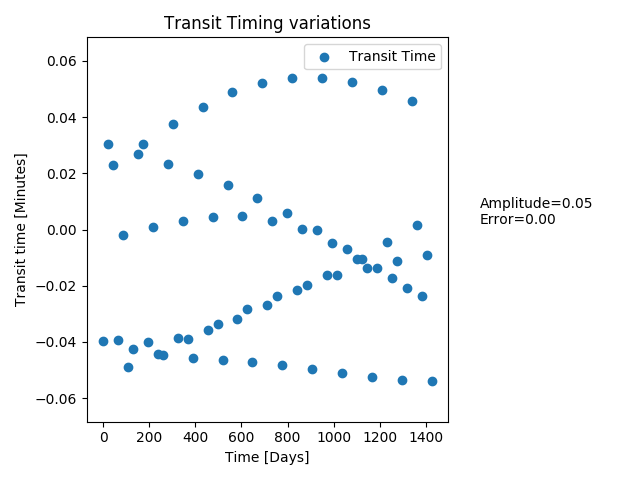 Transit Timing variations
Transit Time
0.06
0.04
0.02
0.00
−0.02
−0.04
−0.06
Transit time [Minutes]
0 200 400 600 800 1000 1200 1400
Time [Days]
Amplitude=0.05
Error=0.00